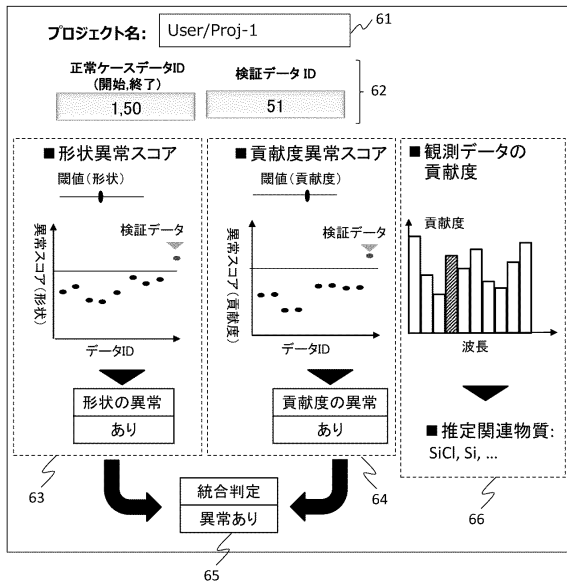 プロジェクト名: User/Proj-1
61
正常ケースデータID
(開始,終了)
検証データ ID
1,50
51
62
■形状異常スコア
閾値(形状)
異常スコア(形状)
検証データ
データID
形状の異常
あり
63
■貢献度異常スコア
閾値(貢献度)
異常スコア(貢献度)
検証データ
データID
貢献度の異常
あり
64
■観測データの
貢献度
貢献度
波長
■推定関連物質:
SiCl, Si, ...
66
統合判定
異常あり
65